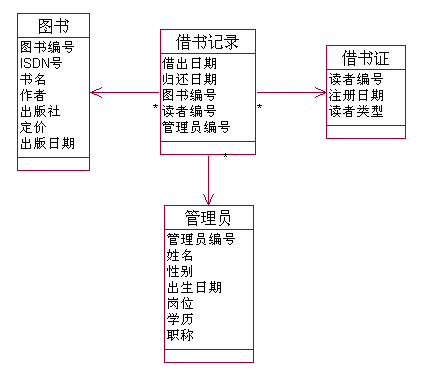 图书
图书编号
ISDN号
书名
作者
出版社
定价
出版日期
借书记录
借出日期
归还日期
图书编号
读者编号
管理员编号
*
*
*
借书证
读者编号
注册日期
读者类型
管理员
管理员编号
姓名
性别
出生日期
岗位
学历
职称